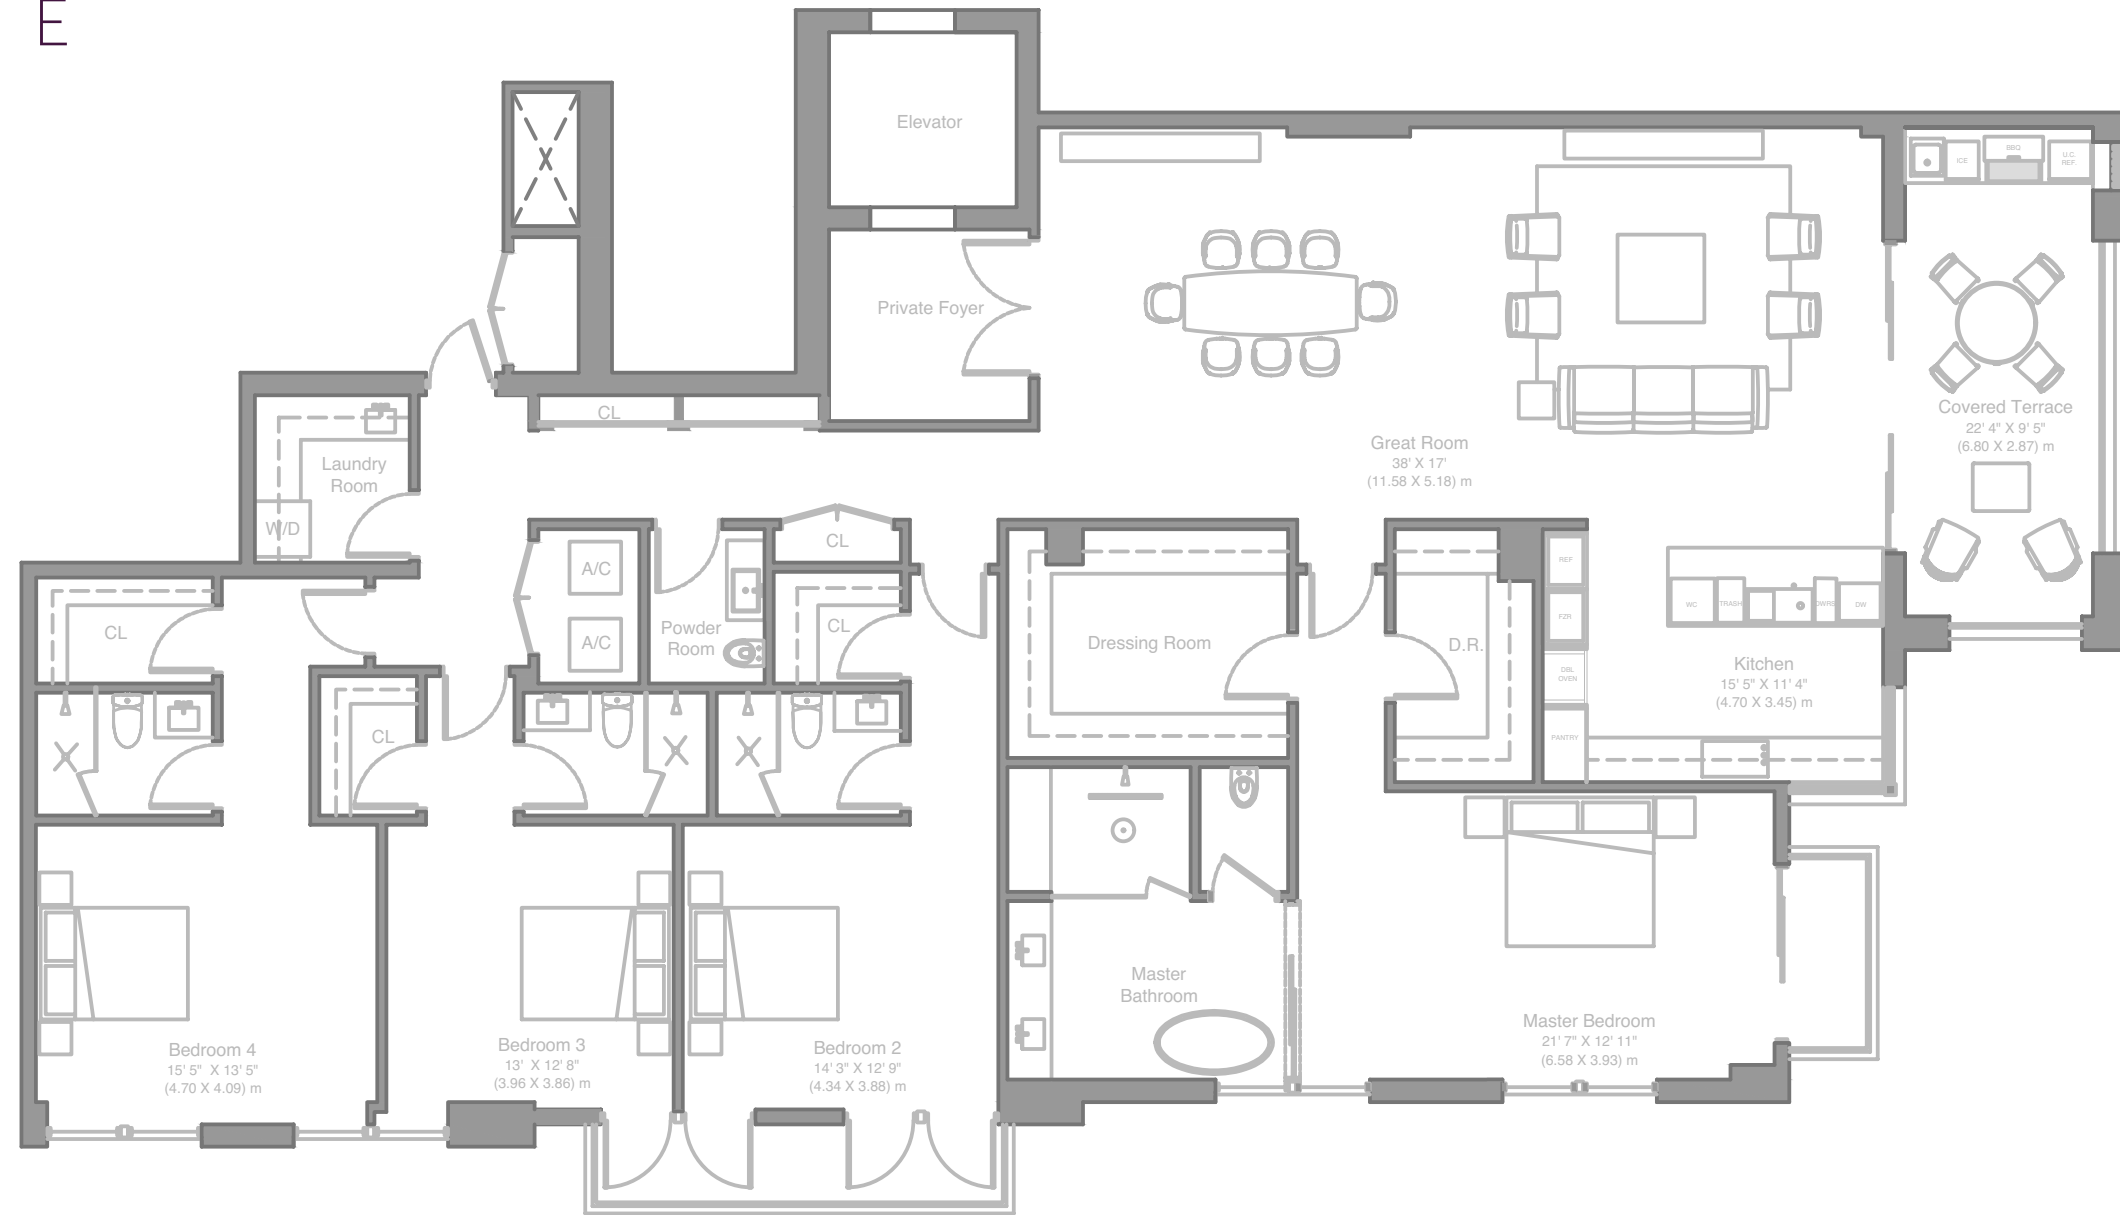 E
Elevator
ICE
BBQ
U.C.
REF.
Private Foyer
Covered Terrace
22' 4" X 9' 5"
(6.80 X 2.87) m
CL
Great Room
38' X 17'
(11.58 X 5.18) m
Laundry
Room
W/D
CL
A/C
REF
CL
A/C
Powder
Room
CL
Dressing Room
D.R.
FZR
WC
TRASH
DWRS
DW
DBL
OVEN
Kitchen
15' 5" X 11' 4"
(4.70 X 3.45) m
CL
PANTRY
Master
Bathroom
Master Bedroom
21' 7" X 12' 11"
(6.58 X 3.93) m
Bedroom 4
15' 5" X 13' 5"
(4.70 X 4.09) m
Bedroom 3
13' X 12' 8"
(3.96 X 3.86) m
Bedroom 2
14' 3" X 12' 9"
(4.34 X 3.88) m